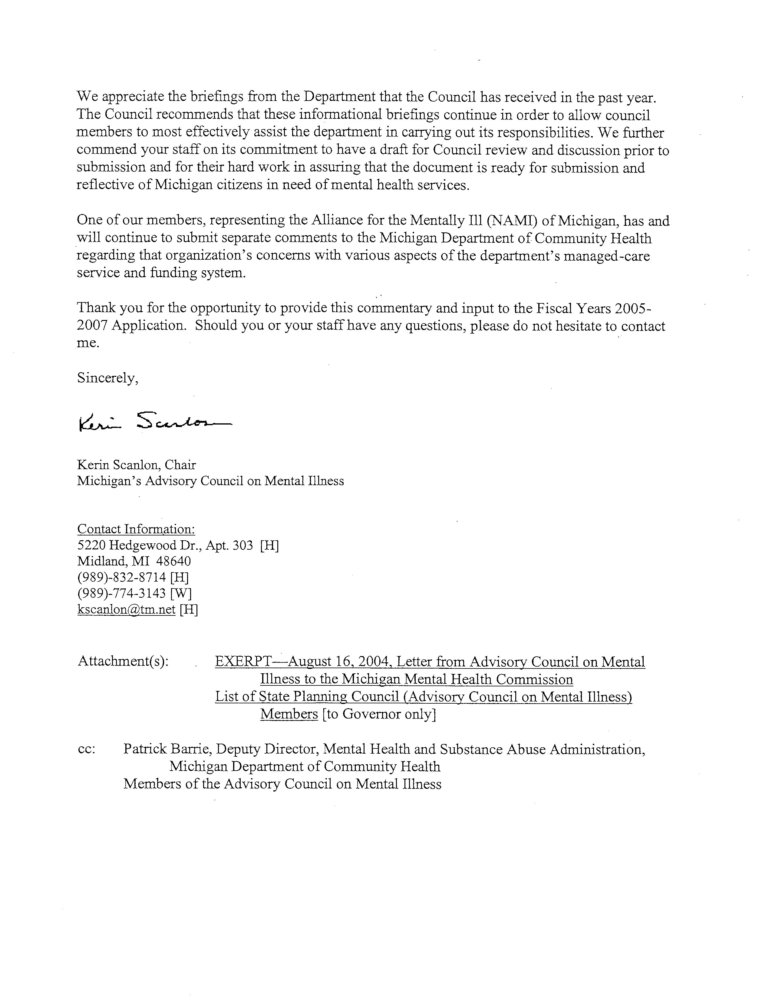 We appreciate the briefings from the Department that the Council has received in the past year.
The Council recommends that these informational briefings continue in order to allow council
members to most effectively assist the department in carrying out its responsibilities. We further
commend your staff on its commitment to have a draft for Council review and discussion prior to
submission and for their hard work in assuring that the document is ready for submission and
reflective of Michigan citizens in need of mental health services.
One of our members, representing the Alliance for the Mentally Ill (NAMI) of Michigan, has and
will continue to submit separate comments to the Michigan Department of Community Health
regarding that organization's concerns with various aspects of the department's managed-care
service and funding system.
Thank you for the opportunity to provide this commentary and input to the Fiscal Years 2005-
2007 Application. Should you or your staff have any questions, please do not hesitate to contact
me.
Sincerely,
Kerin Scanlon
Kerin Scanlon, Chair
Michigan's Advisory Council on Mental Illness
Contact Information:
5220 Hedgewood Dr., Apt. 303 [H]
Midland, MI 48640
(989)-832-8714 [H]
(989)-774-3143 [W]
kscanlon@tm.net [H]
Attachment(s): EXERPT—August 16, 2004, Letter from Advisory Council on Mental
Illness to the Michigan Mental Health Commission
List of State Planning Council (Advisory Council on Mental Illness)
Members [to Governor only]
cc: Patrick Barrie, Deputy Director, Mental Health and Substance Abuse Administration,
Michigan Department of Community Health
Members of the Advisory Council on Mental Illness